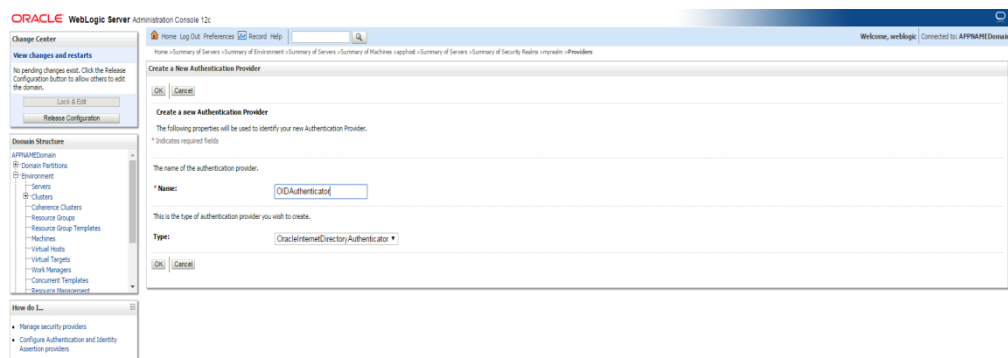 ORACLE WebLogic Server Administration Console 12c
Change Center
View changes and restarts
No pending changes exist. Click the Release
Configuration button to allow others to edit
the domain.
Lock & Edit
Release Configuration
Domain Structure
APPNAMEDomain
Domain Partitions
Environment
Servers
Clusters
Coherence Clusters
Resource Groups
Resource Group Templates
Machines
Virtual Hosts
Virtual Targets
Work Managers
Concurrent Templates
Resource Management
How do I...
Manage security providers
Configure Authentication and Identity
Assertion providers
Home Log Out Preferences Record Help
Welcome, weblogic Connected to: APPNAMEDomain
Home >Summary of Servers >Summary of Environment >Summary of Servers >Summary of Machines >apphost >Summary of Servers >Summary of Security Realms >myrealm >Providers
Create a New Authentication Provider
OK Cancel
Create a new Authentication Provider
The following properties will be used to identify your new Authentication Provider.
* Indicates required fields
The name of the authentication provider.
* Name: OIDAuthenticator
This is the type of authentication provider you wish to create.
Type: OracleInternetDirectoryAuthenticator
OK Cancel